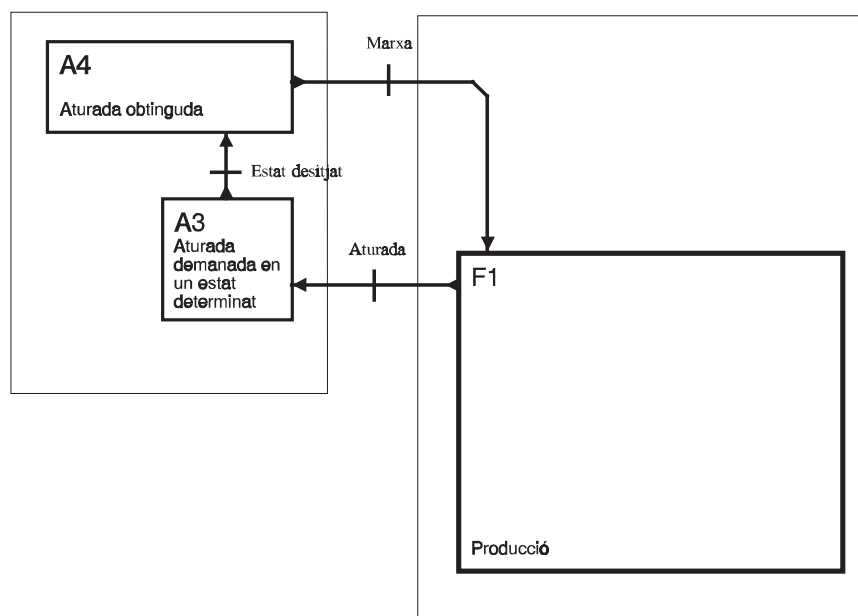 Marxa
A4
Aturada obtinguda
Estat desitjat
A3
Aturada
demanada en
un estat
determinat
Aturada
F1
Producció